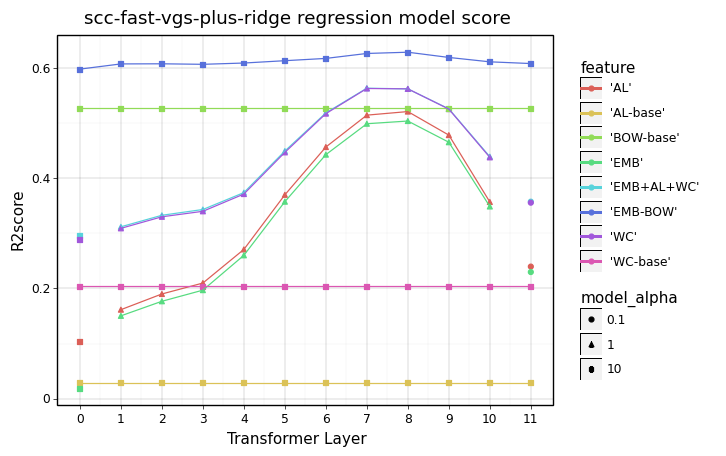 scc-fast-vgs-plus-ridge regression model score
R2score
0.6
0.4
0.2
0
0 1 2 3 4 5 6 7 8 9 10 11
Transformer Layer
feature
'AL'
'AL-base'
'BOW-base'
'EMB'
'EMB+AL+WC'
'EMB-BOW'
'WC'
'WC-base'
model_alpha
0.1
1
10